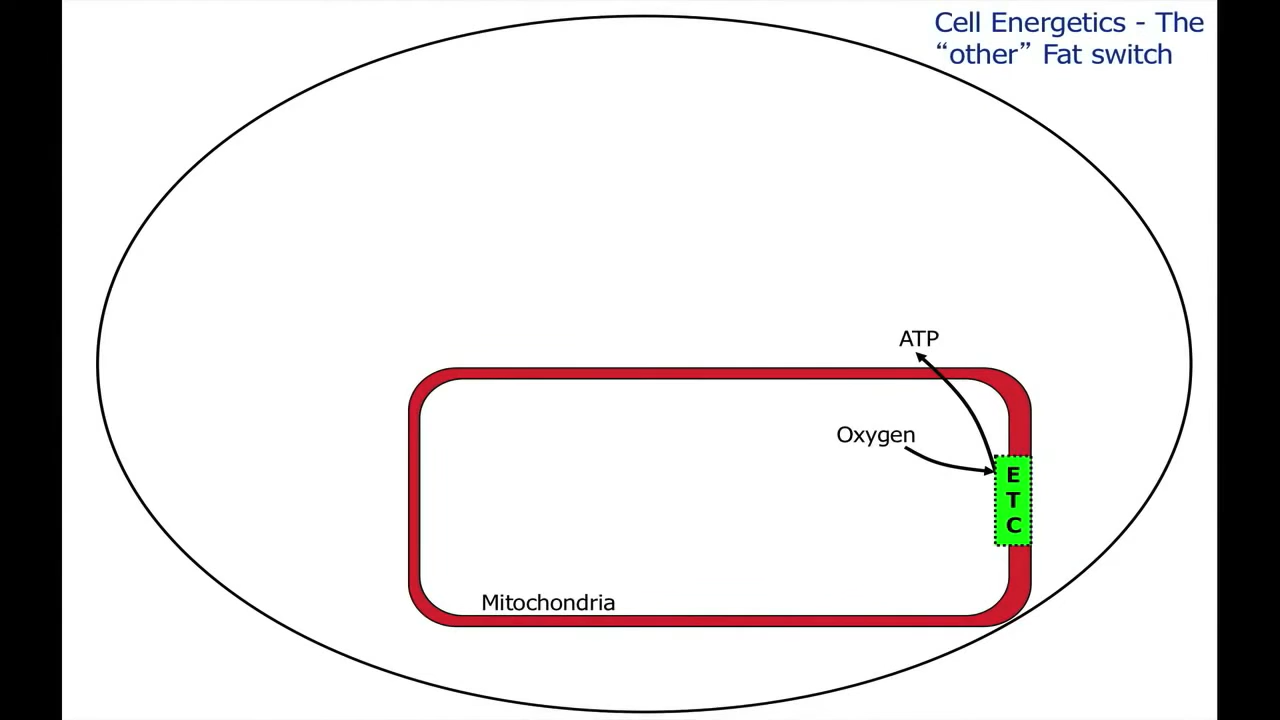 Cell Energetics - The
“other” Fat switch
ATP
Oxygen
E
T
C
Mitochondria